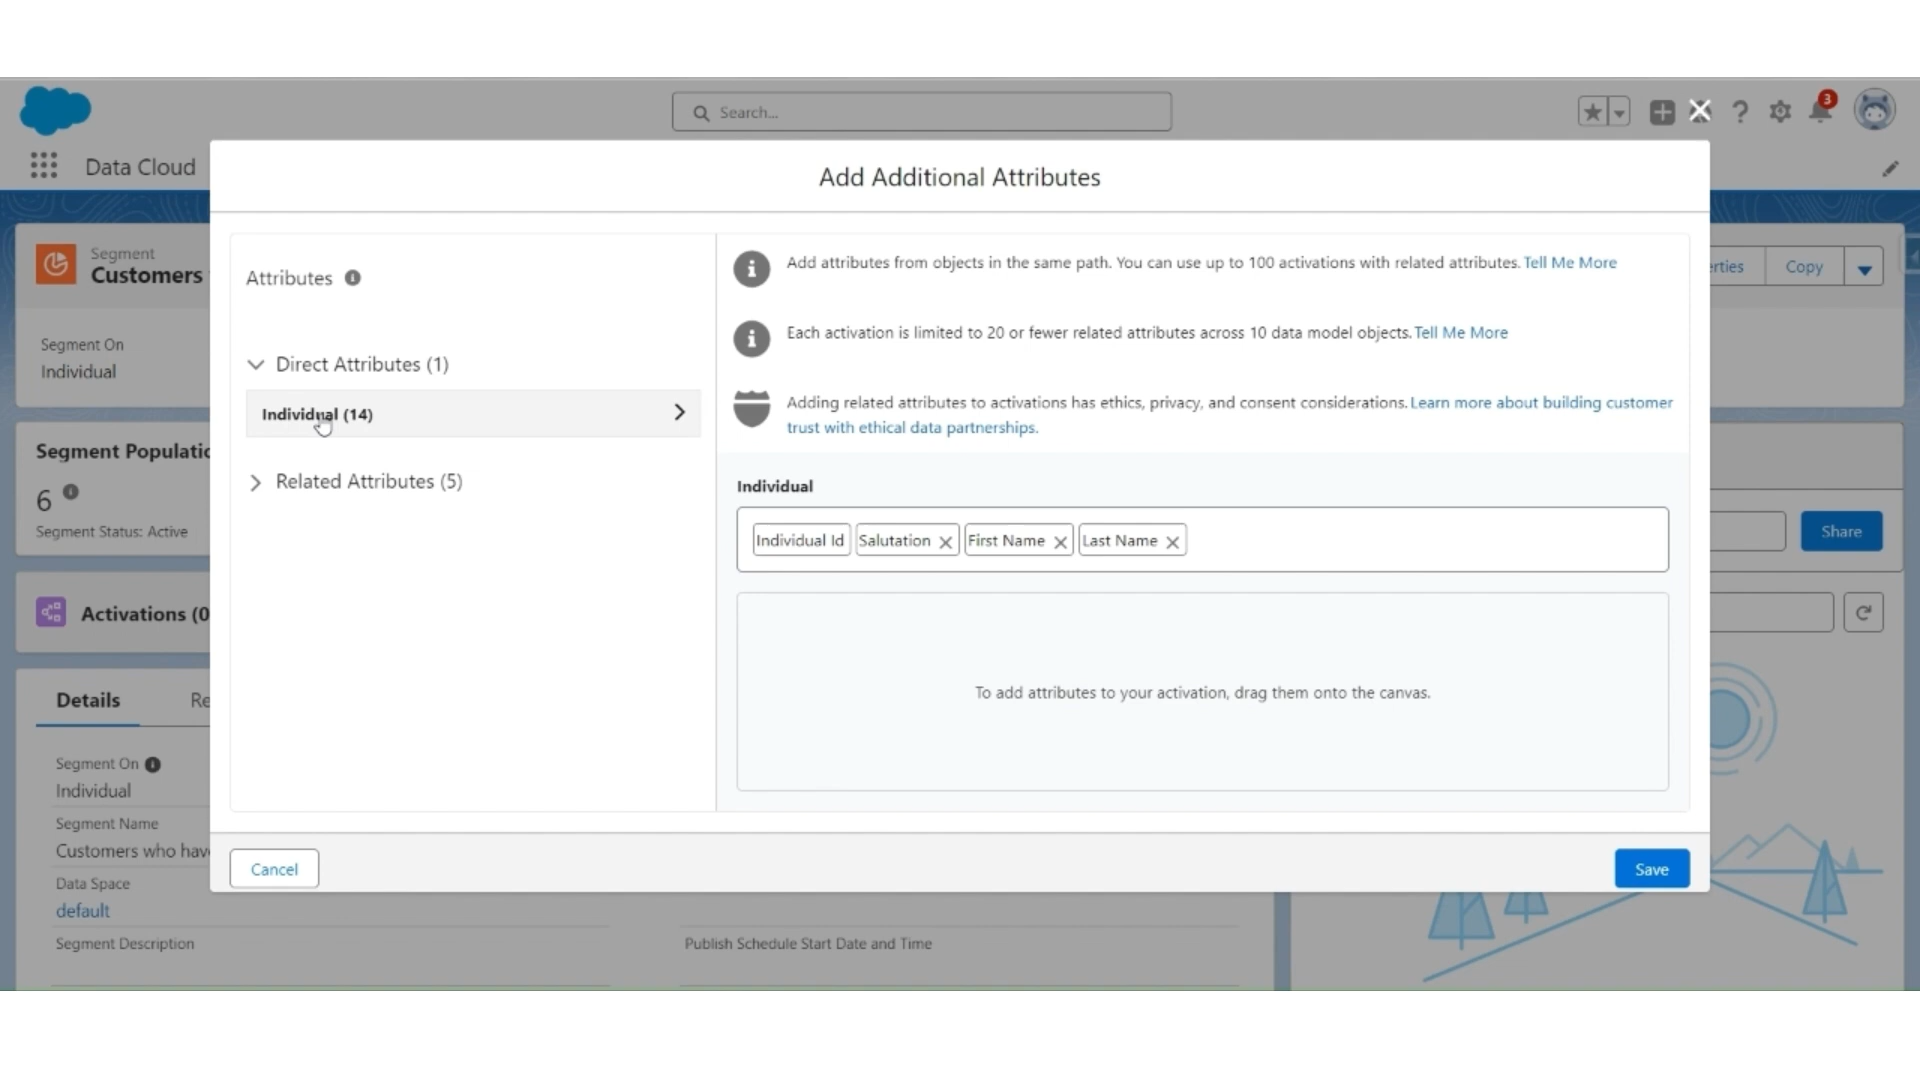 Search...
3
Data Cloud
Add Additional Attributes
Segment
Customers
erties
Copy
Segment On
Individual
Attributes
Direct Attributes (1)
Individual (14)
Related Attributes (5)
Add attributes from objects in the same path. You can use up to 100 activations with related attributes. Tell Me More
Each activation is limited to 20 or fewer related attributes across 10 data model objects. Tell Me More
Adding related attributes to activations has ethics, privacy, and consent considerations. Learn more about building customer
trust with ethical data partnerships.
Individual
Individual Id
Salutation
First Name
Last Name
To add attributes to your activation, drag them onto the canvas.
Cancel
Save
Segment Populatio
6
Segment Status: Active
Share
Activations (0
Details
Re
Segment On
Individual
Segment Name
Customers who hav
Data Space
default
Segment Description
Publish Schedule Start Date and Time